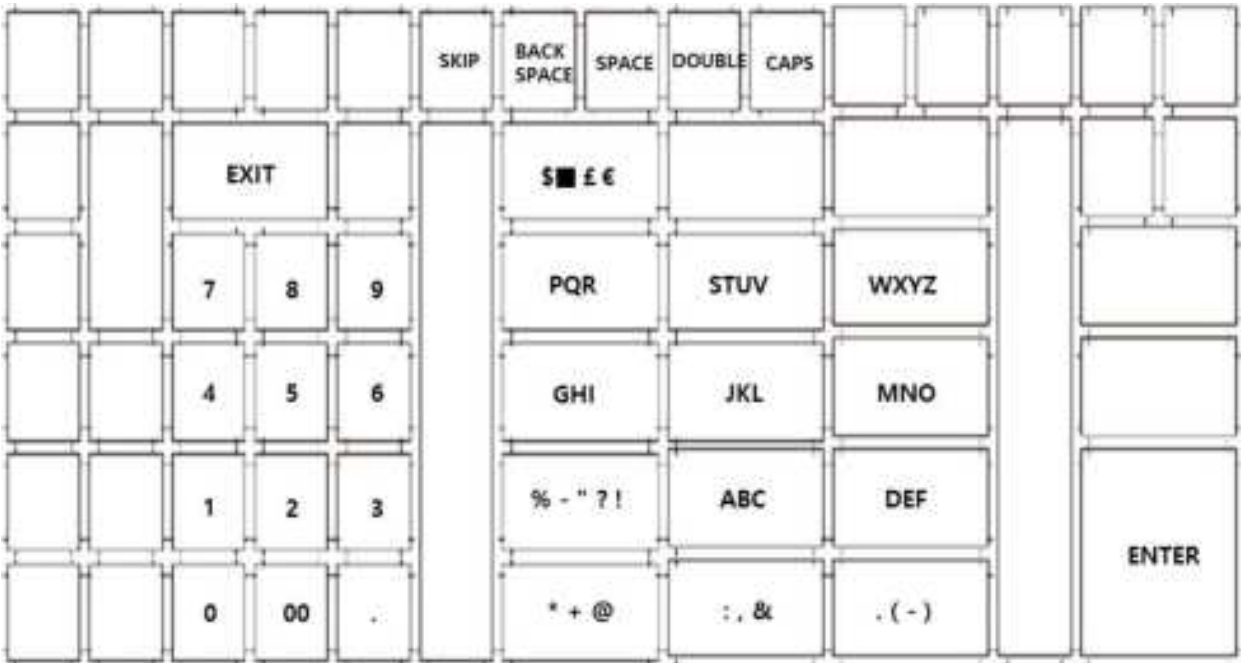 SKIP
BACK
SPACE
SPACE
DOUBLE
CAPS
EXIT
$■ £ €
7 8 9
PQR
STUV
WXYZ
4 5 6
GHI
JKL
MNO
1 2 3
% - " ? !
ABC
DEF
ENTER
0 00 .
* + @
: , &
. ( - )